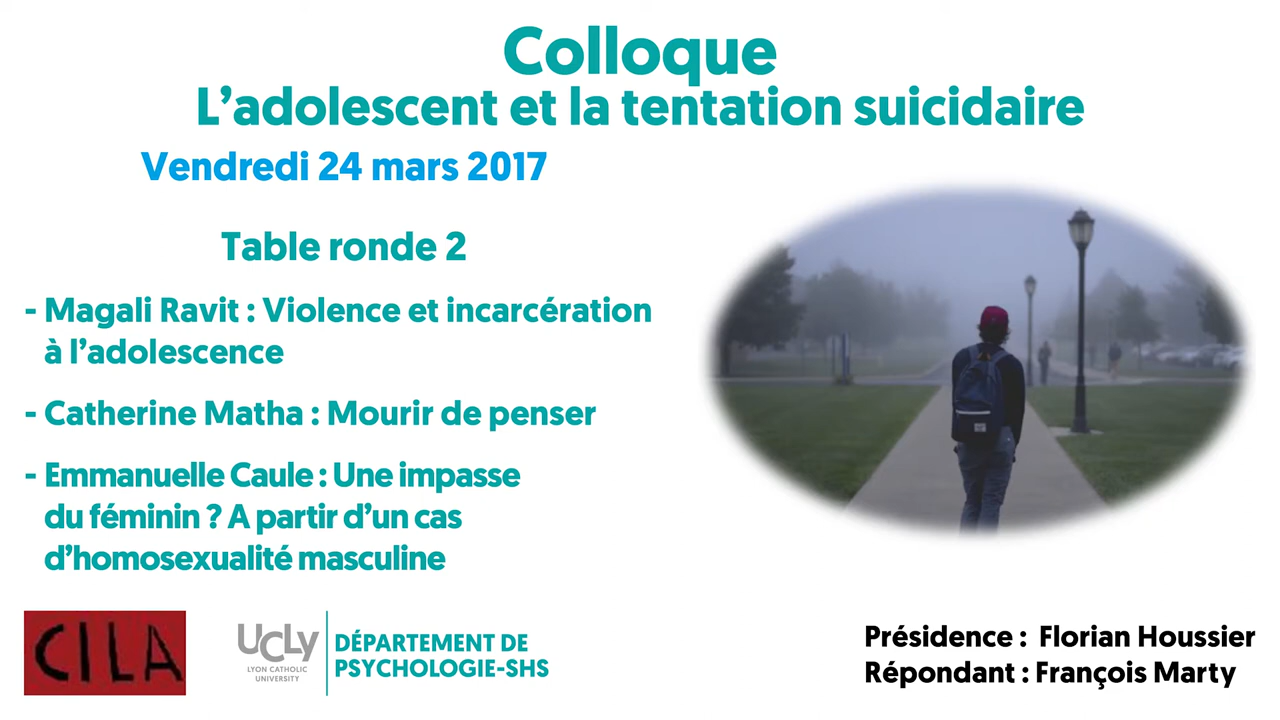 Colloque
L’adolescent et la tentation suicidaire
Vendredi 24 mars 2017
Table ronde 2
- Magali Ravit : Violence et incarcération
à l’adolescence
- Catherine Matha : Mourir de penser
- Emmanuelle Caule : Une impasse
du féminin ? A partir d’un cas
d’homosexualité masculine
CILA
UCLy
LYON CATHOLIC
UNIVERSITY
DÉPARTEMENT DE
PSYCHOLOGIE-SHS
Présidence : Florian Houssier
Répondant : François Marty